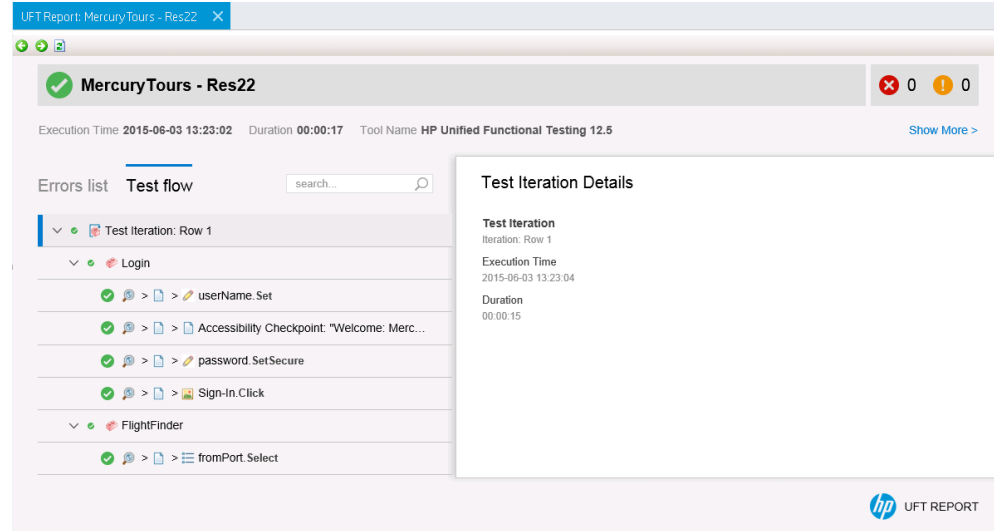 UFT Report: MercuryTours - Res22
MercuryTours - Res22
0
0
Execution Time 2015-06-03 13:23:02 Duration 00:00:17 Tool Name HP Unified Functional Testing 12.5
Show More >
Errors list Test flow
search...
Test Iteration: Row 1
Login
> > userName.Set
> > Accessibility Checkpoint: "Welcome: Merc...
> > password.SetSecure
> > Sign-In.Click
FlightFinder
> > fromPort.Select
Test Iteration Details
Test Iteration
Iteration: Row 1
Execution Time
2015-06-03 13:23:04
Duration
00:00:15
hp UFT REPORT